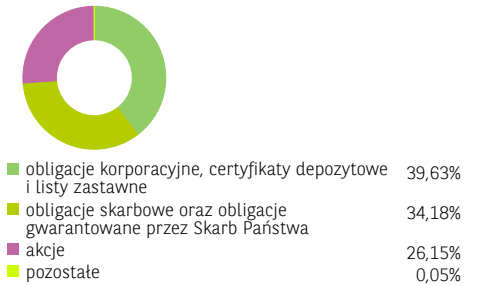 obligacje korporacyjne, certyfikaty depozytowe
i listy zastawne 39,63%
obligacje skarbowe oraz obligacje
gwarantowane przez Skarb Państwa 34,18%
akcje 26,15%
pozostałe 0,05%